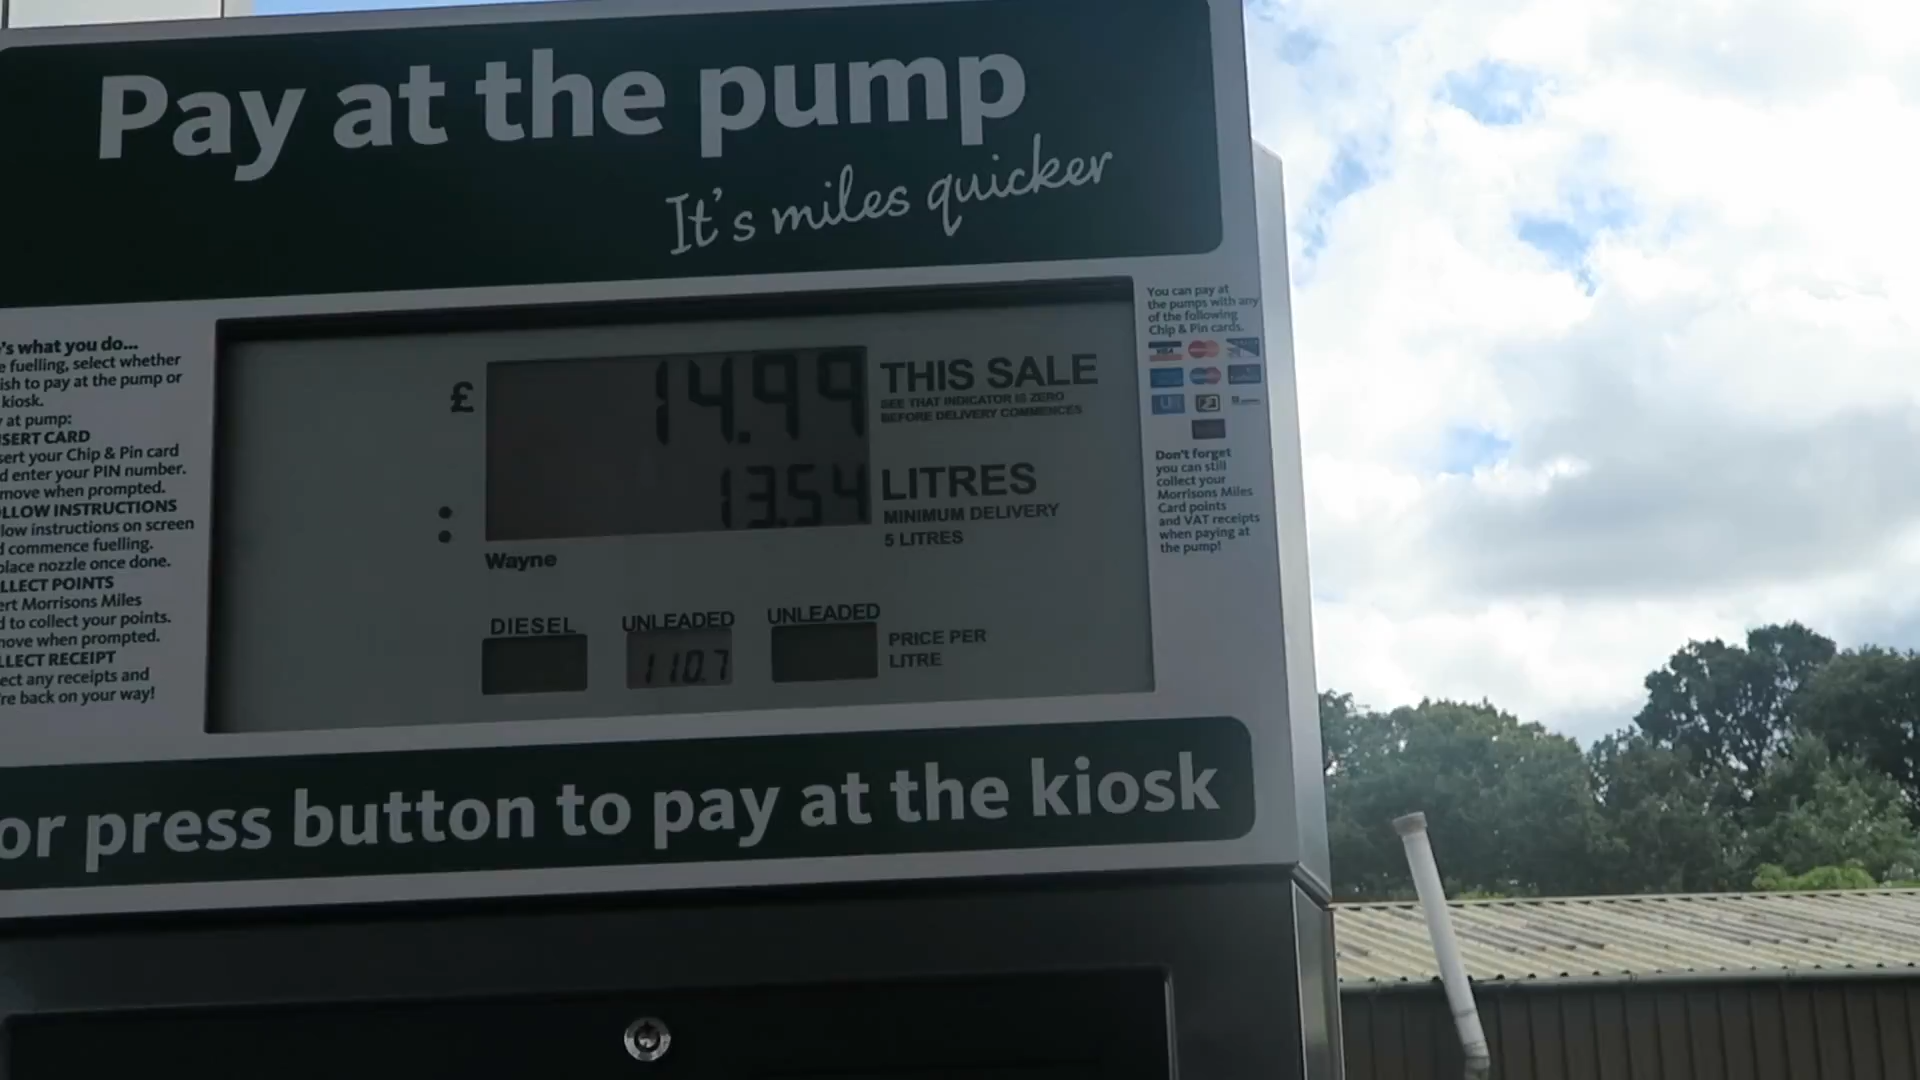 Pay at the pump
It's miles quicker
's what you do...
e fuelling, select whether
ish to pay at the pump or
kiosk.
at pump:
SERT CARD
sert your Chip & Pin card
d enter your PIN number.
move when prompted.
LLOW INSTRUCTIONS
low instructions on screen
d commence fuelling.
place nozzle once done.
LLECT POINTS
ert Morrisons Miles
d to collect your points.
move when prompted.
LLECT RECEIPT
ect any receipts and
're back on your way!
£ 14.99 THIS SALE
SEE THAT INDICATOR IS ZERO
BEFORE DELIVERY COMMENCES
13.54 LITRES
MINIMUM DELIVERY
5 LITRES
Wayne
DIESEL UNLEADED UNLEADED
110.7
PRICE PER
LITRE
You can pay at
the pumps with any
of the following
Chip & Pin cards.
VISA
Don't forget
you can still
collect your
Morrisons Miles
Card points
and VAT receipts
when paying at
the pump!
or press button to pay at the kiosk